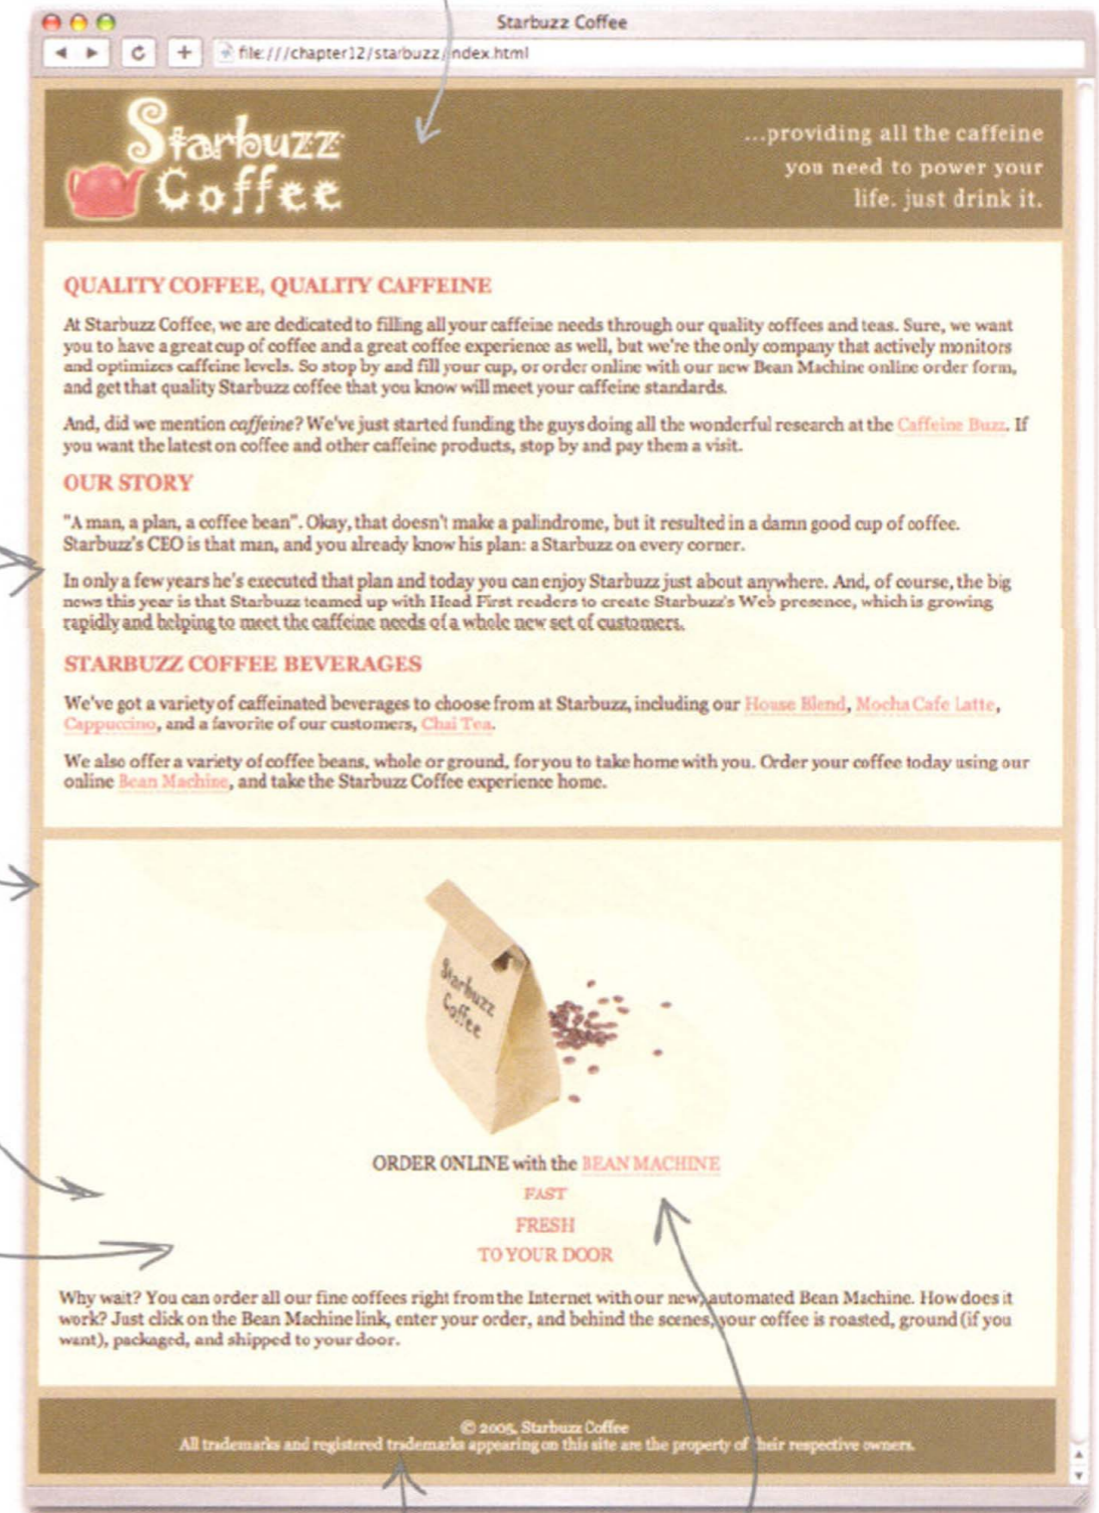 Starbuzz Coffee
file:///chapter12/starbuzz/index.html
Starbuzz
Coffee
...providing all the caffeine
you need to power your
life. just drink it.
QUALITY COFFEE, QUALITY CAFFEINE
At Starbuzz Coffee, we are dedicated to filling all your caffeine needs through our quality coffees and teas. Sure, we want
you to have a great cup of coffee and a great coffee experience as well, but we're the only company that actively monitors
and optimizes caffeine levels. So stop by and fill your cup, or order online with our new Bean Machine online order form,
and get that quality Starbuzz coffee that you know will meet your caffeine standards.
And, did we mention caffeine? We've just started funding the guys doing all the wonderful research at the Caffeine Buzz. If
you want the latest on coffee and other caffeine products, stop by and pay them a visit.
OUR STORY
"A man, a plan, a coffee bean". Okay, that doesn't make a palindrome, but it resulted in a damn good cup of coffee.
Starbuzz's CEO is that man, and you already know his plan: a Starbuzz on every corner.
In only a few years he's executed that plan and today you can enjoy Starbuzz just about anywhere. And, of course, the big
news this year is that Starbuzz teamed up with Head First readers to create Starbuzz's Web presence, which is growing
rapidly and helping to meet the caffeine needs of a whole new set of customers.
STARBUZZ COFFEE BEVERAGES
We've got a variety of caffeinated beverages to choose from at Starbuzz, including our House Blend, Mocha Cafe Latte,
Cappuccino, and a favorite of our customers, Chai Tea.
We also offer a variety of coffee beans, whole or ground, for you to take home with you. Order your coffee today using our
online Bean Machine, and take the Starbuzz Coffee experience home.
Starbuzz
Coffee
ORDER ONLINE with the BEAN MACHINE
FAST
FRESH
TO YOUR DOOR
Why wait? You can order all our fine coffees right from the Internet with our new, automated Bean Machine. How does it
work? Just click on the Bean Machine link, enter your order, and behind the scenes, your coffee is roasted, ground (if you
want), packaged, and shipped to your door.
© 2005, Starbuzz Coffee
All trademarks and registered trademarks appearing on this site are the property of their respective owners.